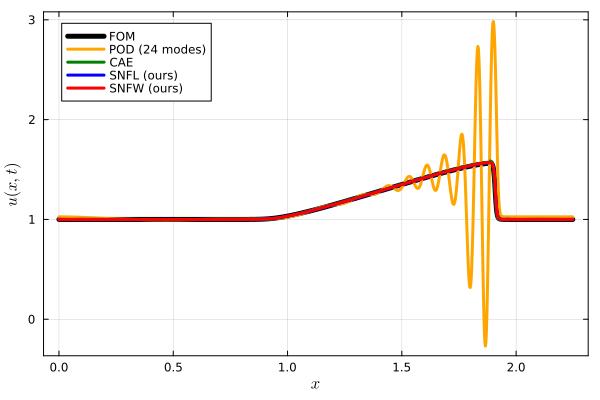 3
2
1
0
u(x, t)
FOM
POD (24 modes)
CAE
SNFL (ours)
SNFW (ours)
0.0 0.5 1.0 1.5 2.0
x